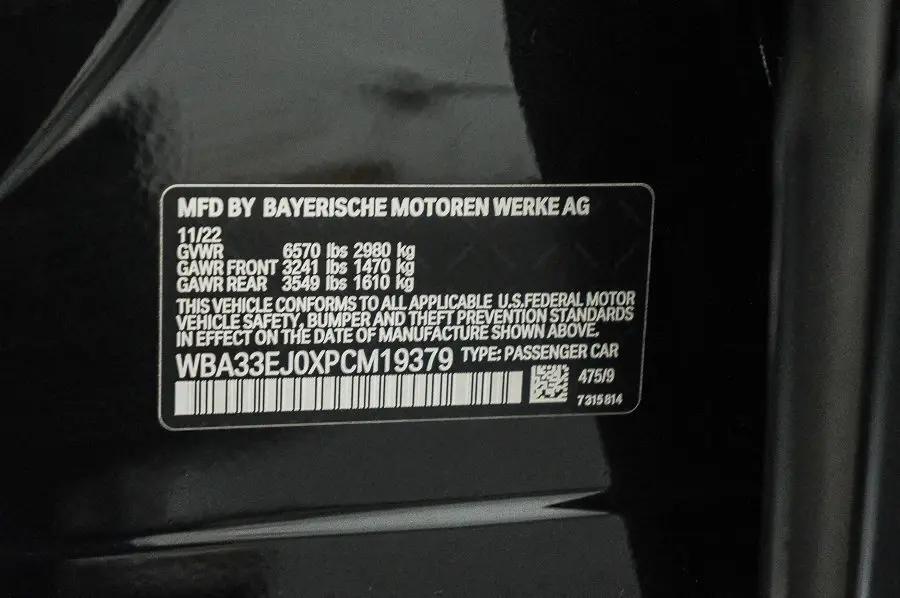 MFD BY BAYERISCHE MOTOREN WERKE AG
11/22
GVWR 6570 lbs 2980 kg
GAWR FRONT 3241 lbs 1470 kg
GAWR REAR 3549 lbs 1610 kg
THIS VEHICLE CONFORMS TO ALL APPLICABLE U.S.FEDERAL MOTOR
VEHICLE SAFETY, BUMPER AND THEFT PREVENTION STANDARDS
IN EFFECT ON THE DATE OF MANUFACTURE SHOWN ABOVE.
WBA33EJ0XPCM19379 TYPE: PASSENGER CAR
475/9
7315814